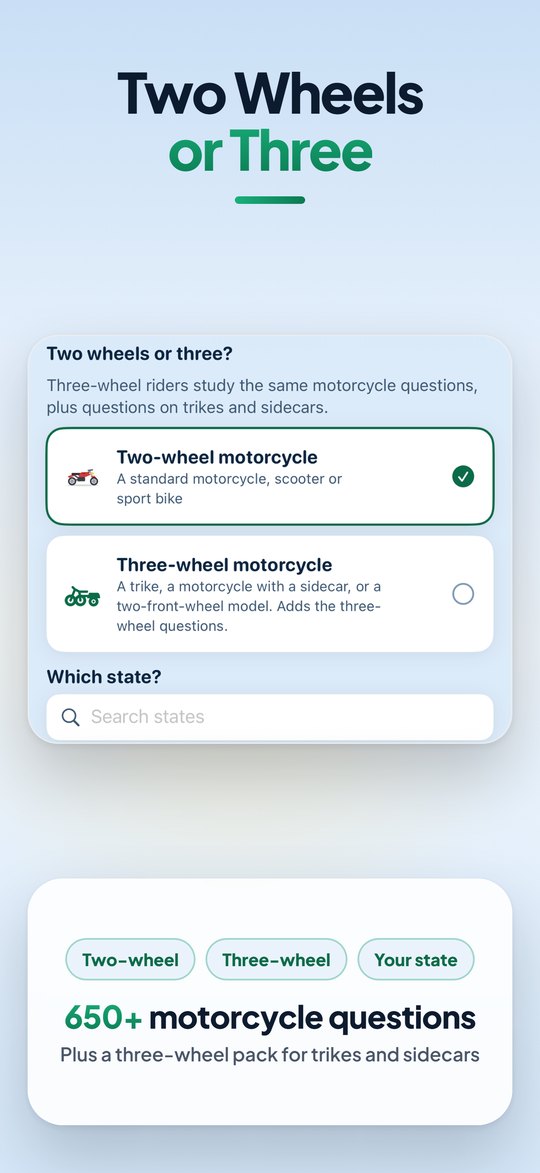 Two Wheels
or Three
Two wheels or three?
Three-wheel riders study the same motorcycle questions,
plus questions on trikes and sidecars.
Two-wheel motorcycle
A standard motorcycle, scooter or
sport bike
Three-wheel motorcycle
A trike, a motorcycle with a sidecar, or a
two-front-wheel model. Adds the three-
wheel questions.
Which state?
Search states
Two-wheel
Three-wheel
Your state
650+ motorcycle questions
Plus a three-wheel pack for trikes and sidecars